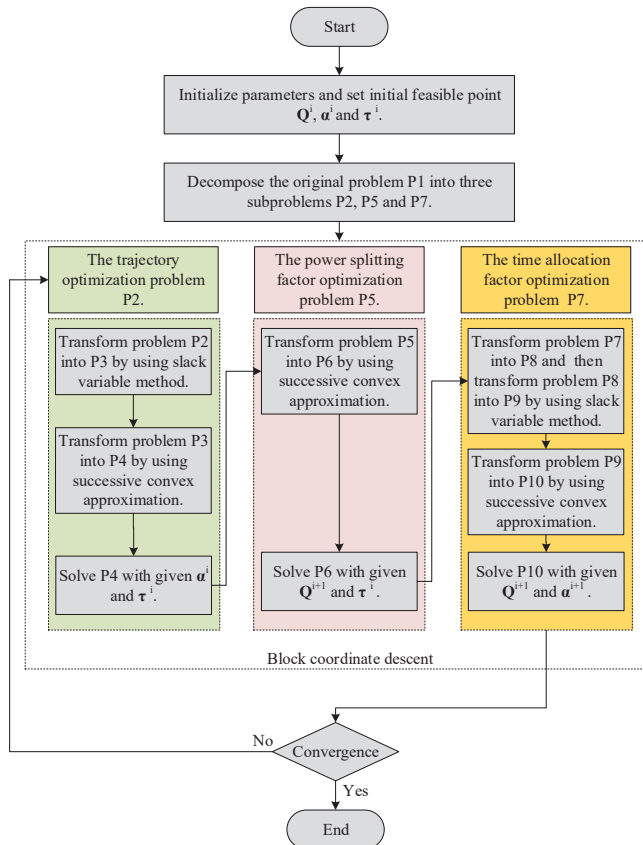 Start
Initialize parameters and set initial feasible point
Qⁱ, αⁱ and τ ⁱ.
Decompose the original problem P1 into three
subproblems P2, P5 and P7.
The trajectory
optimization problem
P2.
Transform problem P2
into P3 by using slack
variable method.
Transform problem P3
into P4 by using
successive convex
approximation.
Solve P4 with given αⁱ
and τ ⁱ.
The power splitting
factor optimization
problem P5.
Transform problem P5
into P6 by using
successive convex
approximation.
Solve P6 with given
Qⁱ⁺¹ and τ ⁱ.
The time allocation
factor optimization
problem P7.
Transform problem P7
into P8 and then
transform problem P8
into P9 by using slack
variable method.
Transform problem P9
into P10 by using
successive convex
approximation.
Solve P10 with given
Qⁱ⁺¹ and αⁱ⁺¹ .
Block coordinate descent
No
Convergence
Yes
End